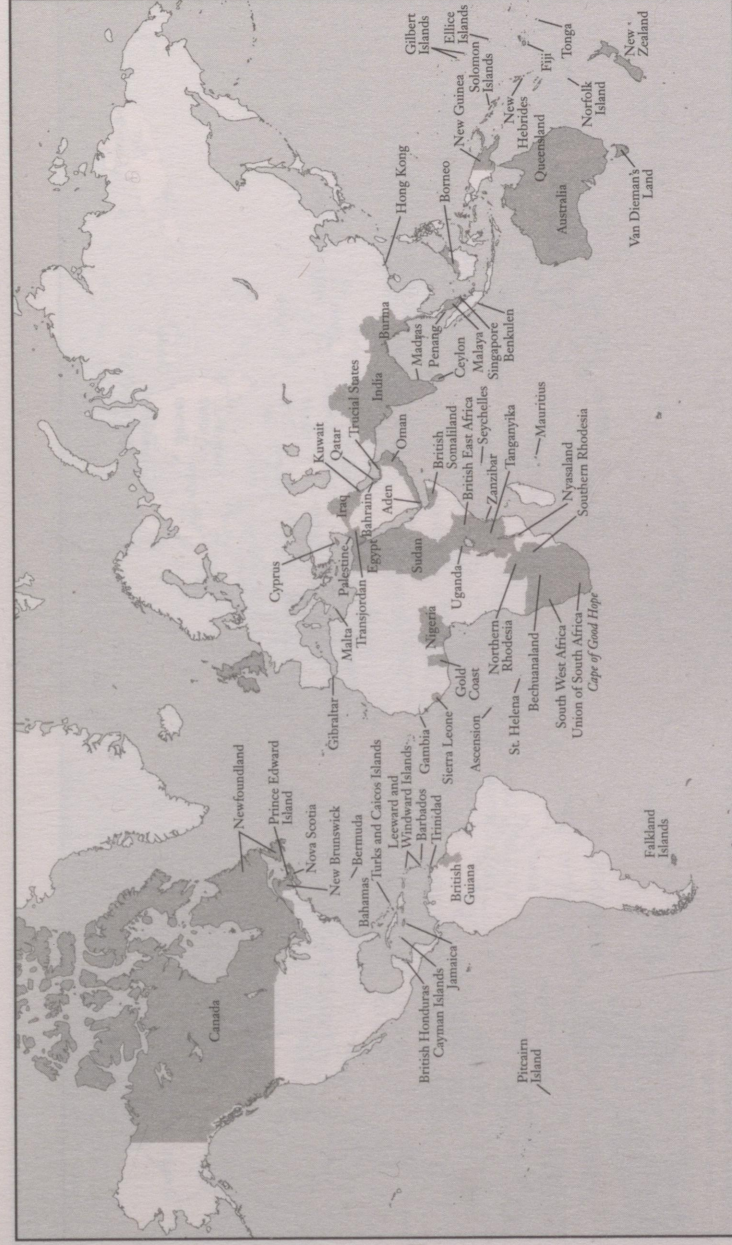 Canada
Newfoundland
Prince Edward
Island
Nova Scotia
New Brunswick
Bermuda
Bahamas
Turks and Caicos Islands
Leeward and
Windward Islands
Barbados
Trinidad
British Honduras
Cayman Islands
Jamaica
British
Guiana
Pitcairn
Island
Falkland
Islands
Gibraltar
Malta
Cyprus
Palestine
Transjordan
Egypt
Iraq
Kuwait
Qatar
Bahrain
Trucial States
Aden
Oman
Sudan
British
Somaliland
British East Africa
Seychelles
Zanzibar
Tanganyika
Mauritius
Nyasaland
Southern Rhodesia
Uganda
Nigeria
Gold
Coast
Gambia
Sierra Leone
Ascension
St. Helena
Northern
Rhodesia
Bechuanaland
South West Africa
Union of South Africa
Cape of Good Hope
India
Burma
Madras
Penang
Ceylon
Malaya
Singapore
Benkulen
Hong Kong
Borneo
New Guinea
Gilbert
Islands
Ellice
Islands
Solomon
Islands
New
Hebrides
Fiji
Tonga
Queensland
Australia
Norfolk
Island
New
Zealand
Van Dieman's
Land